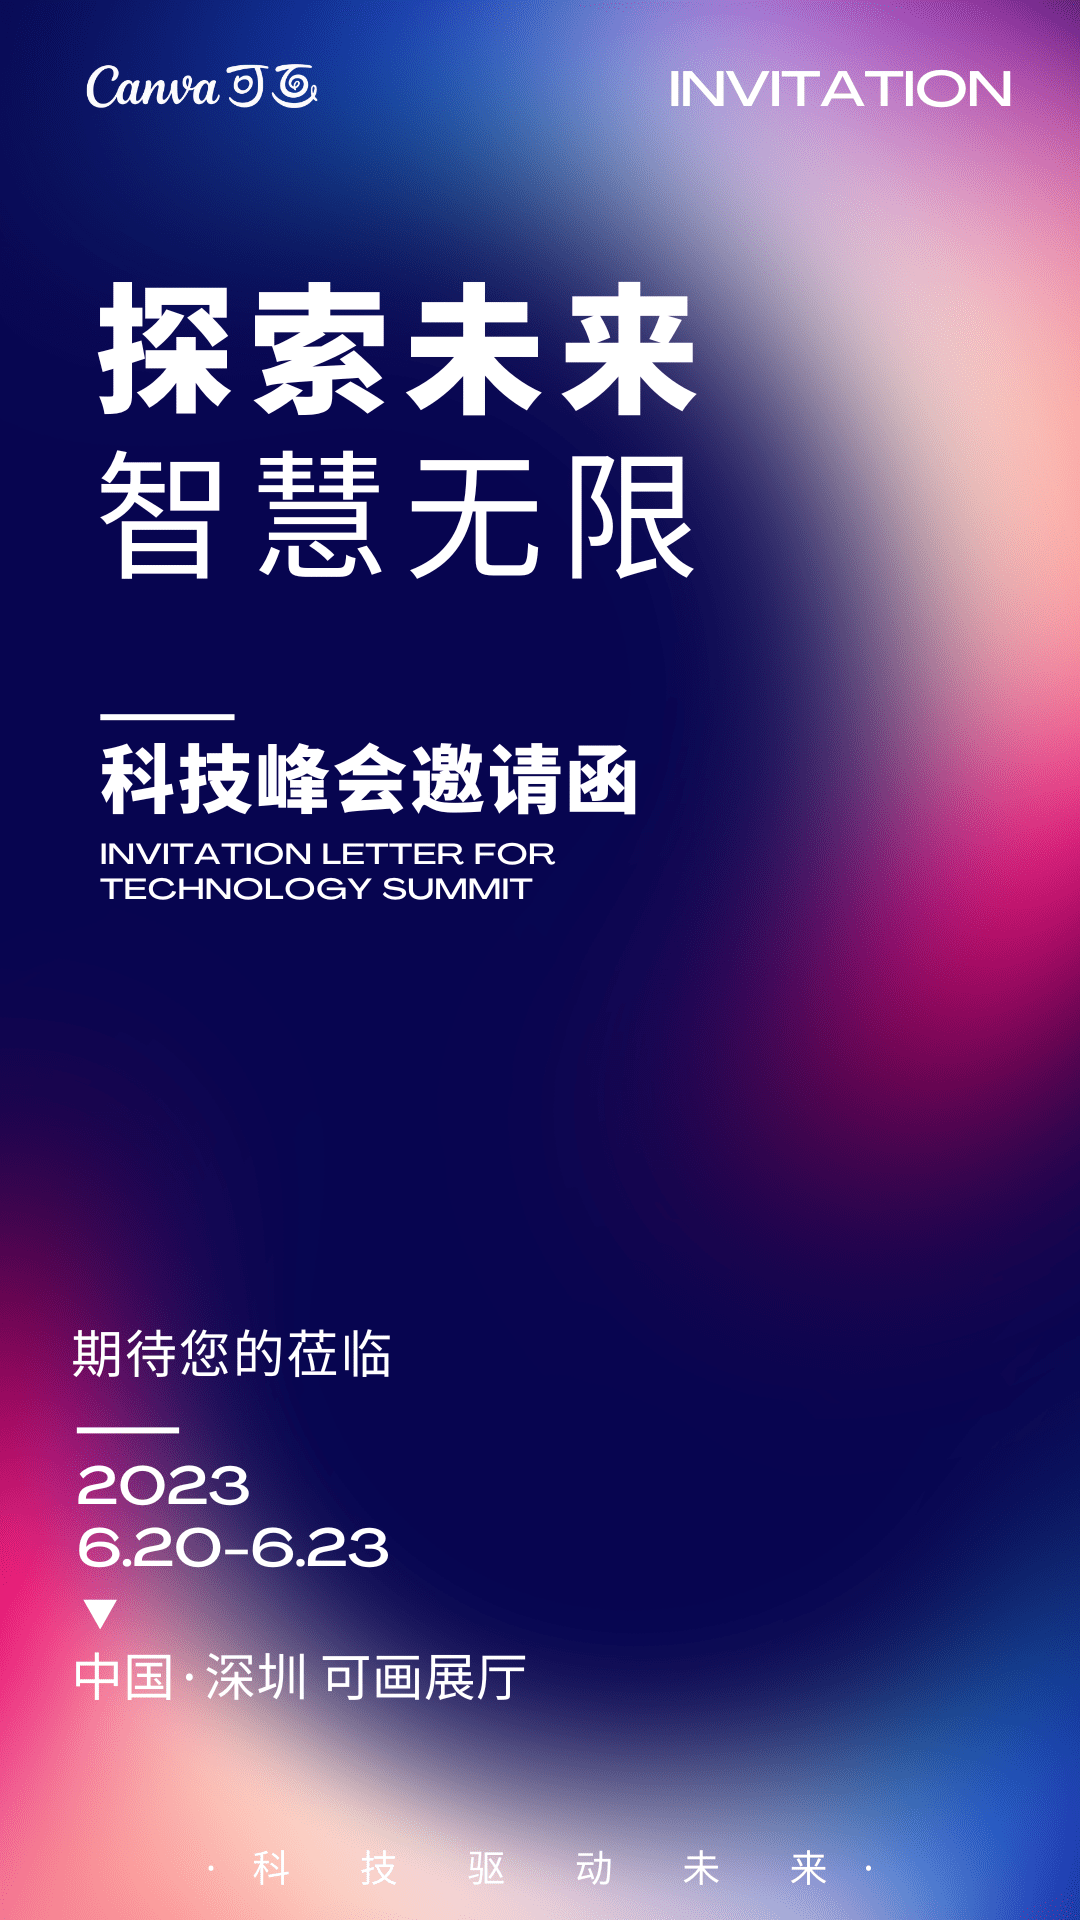 Canva可画
INVITATION
探索未来
智慧无限
科技峰会邀请函
INVITATION LETTER FOR
TECHNOLOGY SUMMIT
期待您的莅临
2023
6.20-6.23
中国·深圳 可画展厅
· 科 技 驱 动 未 来 ·